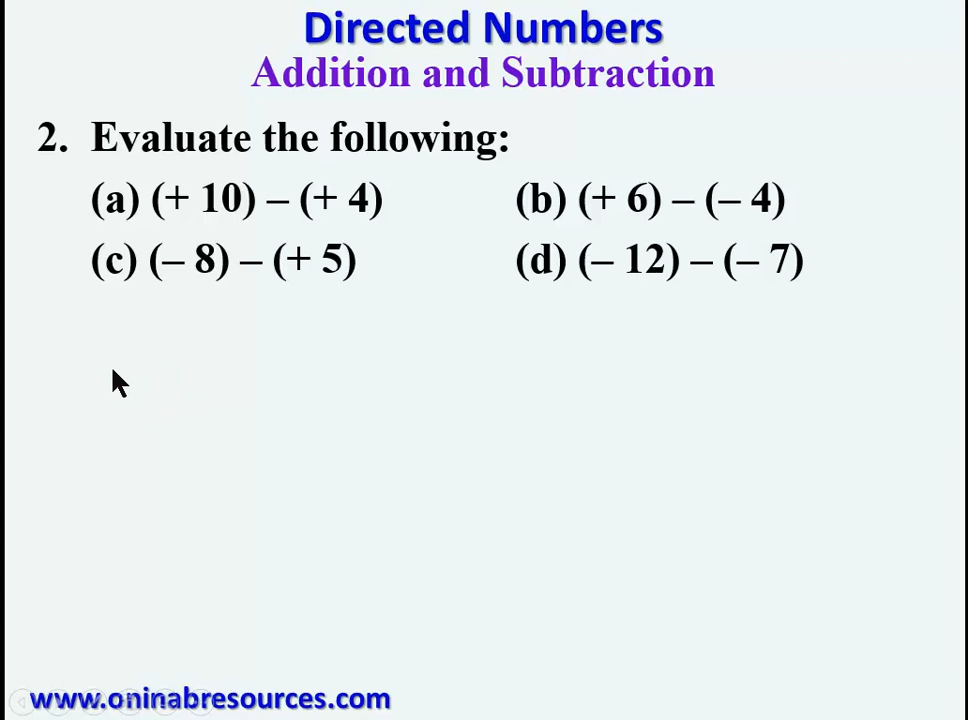 Directed Numbers
Addition and Subtraction
2. Evaluate the following:
(a) (+ 10) – (+ 4) (b) (+ 6) – (– 4)
(c) (– 8) – (+ 5) (d) (– 12) – (– 7)
www.oninabresources.com